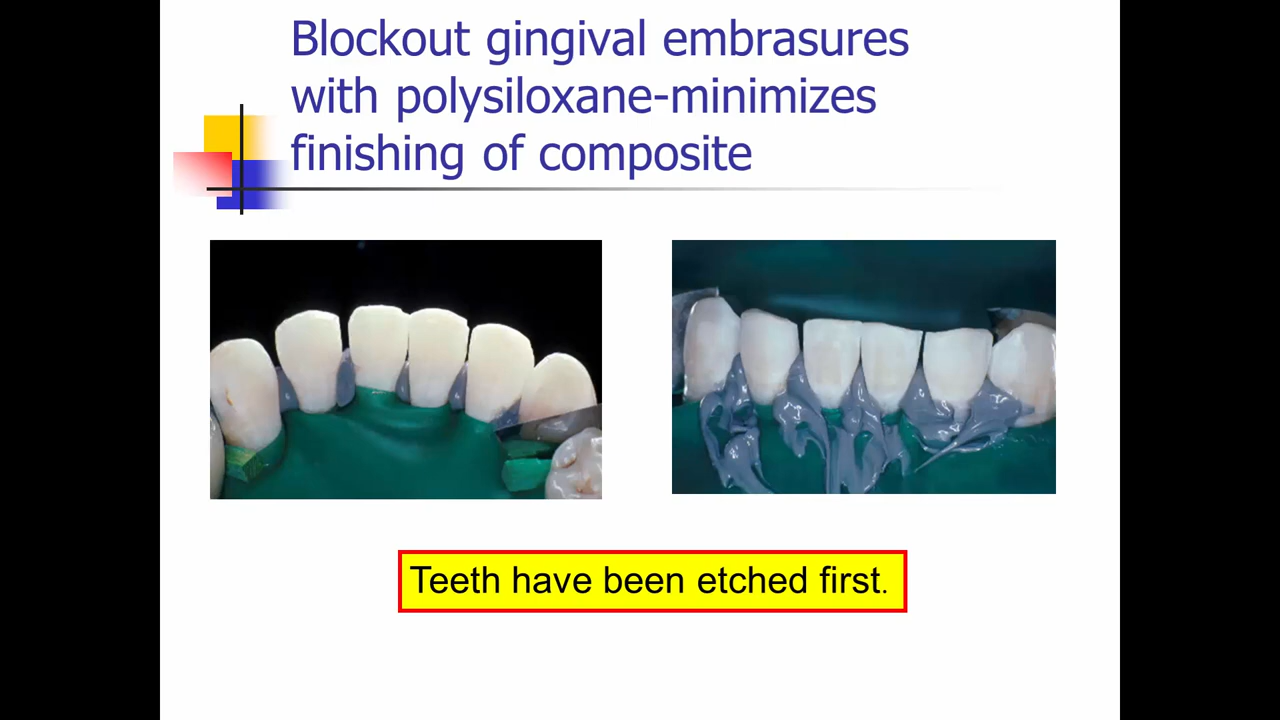 Blockout gingival embrasures
with polysiloxane-minimizes
finishing of composite
Teeth have been etched first.